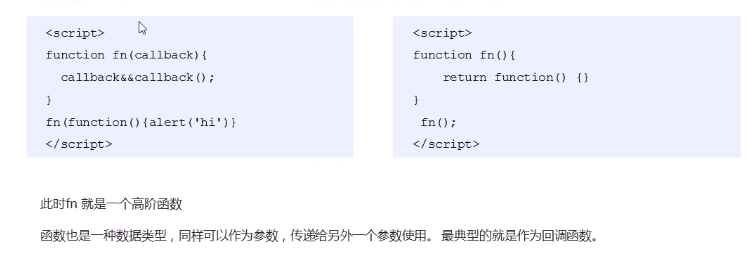 <script>
function fn(callback){
callback&&callback();
}
fn(function(){alert('hi')}
</script>
<script>
function fn(){
return function() {}
}
fn();
</script>
此时fn 就是一个高阶函数
函数也是一种数据类型，同样可以作为参数，传递给另外一个参数使用。 最典型的就是作为回调函数。